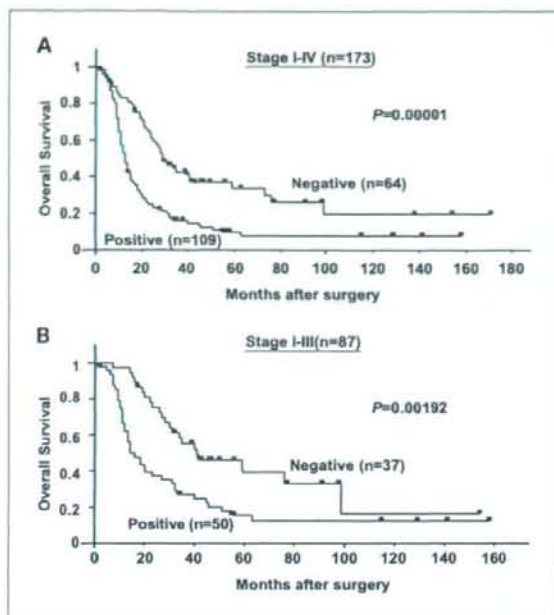 A
Stage I-IV (n=173)
P=0.00001
Overall Survival
1
0.8
0.6
0.4
0.2
0
Negative (n=64)
Positive (n=109)
0 20 40 60 80 100 120 140 160 180
Months after surgery
B
Stage I-III(n=87)
P=0.00192
Overall Survival
1
0.8
0.6
0.4
0.2
0
Negative (n=37)
Positive (n=50)
0 20 40 60 80 100 120 140 160
Months after surgery